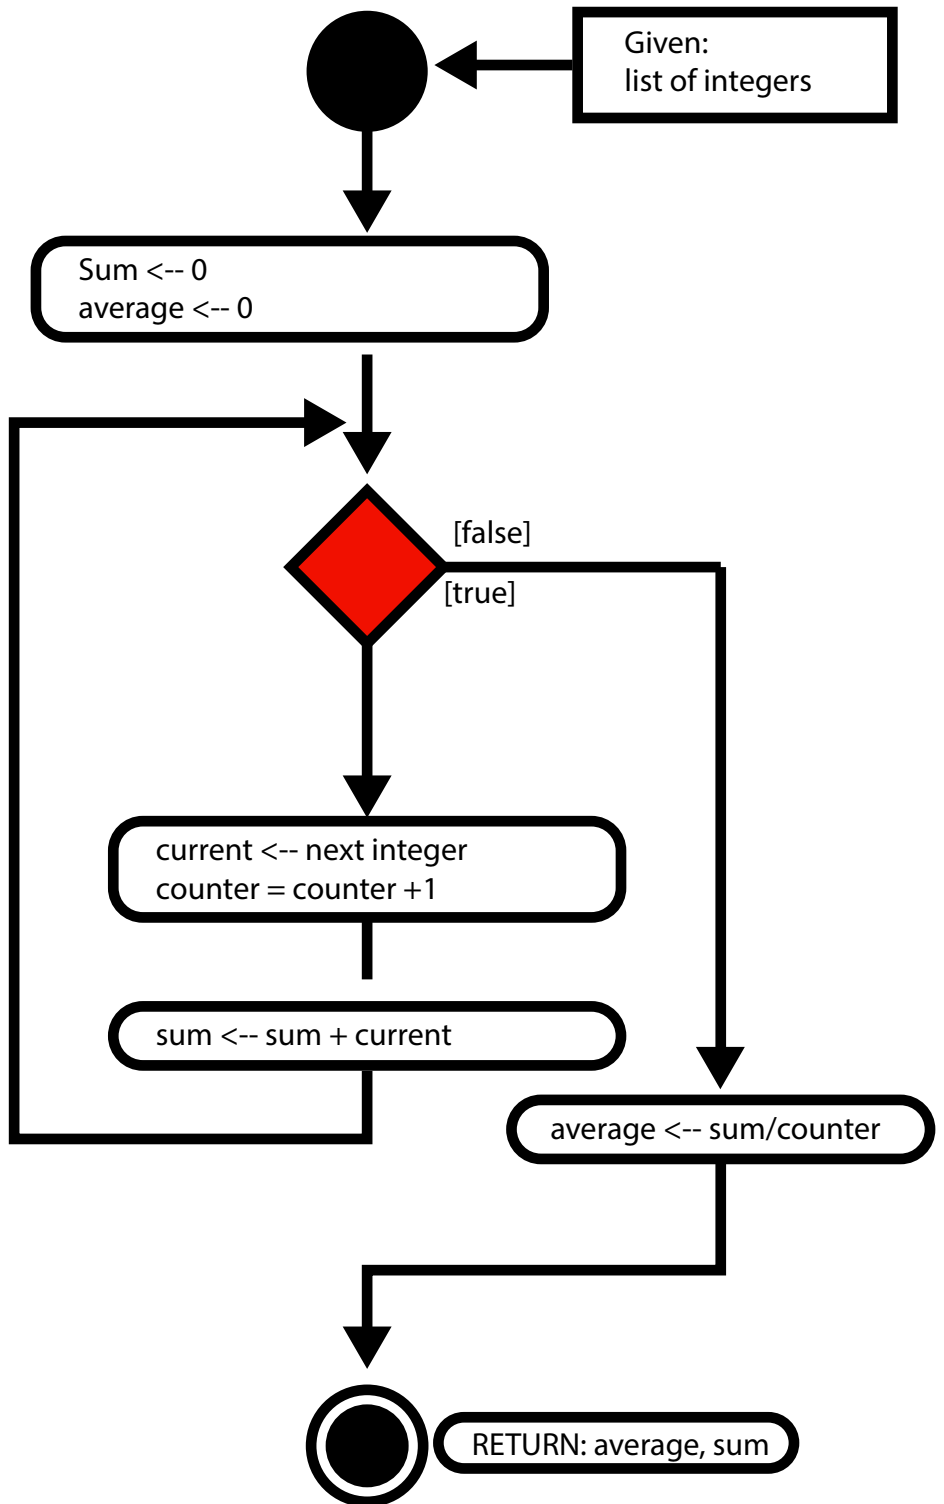 Given:
list of integers
Sum <-- 0
average <-- 0
[false]
[true]
current <-- next integer
counter = counter +1
sum <-- sum + current
average <-- sum/counter
RETURN: average, sum